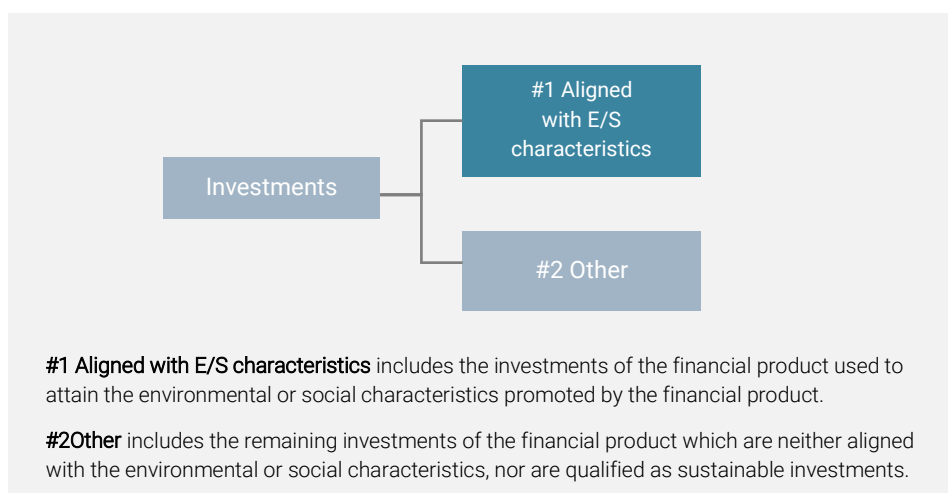 #1 Aligned
with E/S
characteristics
Investments
#2 Other
#1 Aligned with E/S characteristics includes the investments of the financial product used to
attain the environmental or social characteristics promoted by the financial product.
#2Other includes the remaining investments of the financial product which are neither aligned
with the environmental or social characteristics, nor are qualified as sustainable investments.